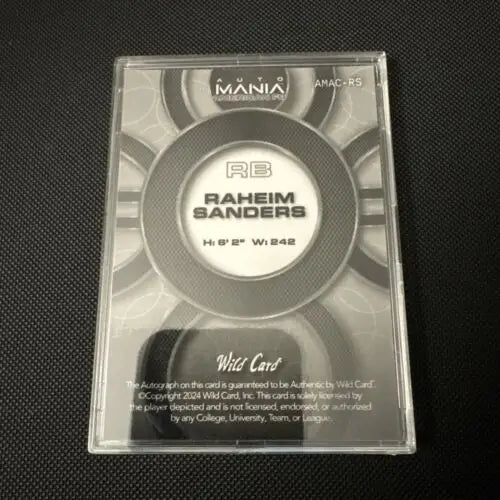 AUTO
MANIA
AMAC-RS
RB
RAHEIM
SANDERS
H: 6' 2" W: 242
Wild Card
The Autograph on this card is guaranteed to be Authentic by Wild Card™.
©Copyright 2024 Wild Card, Inc. This card is solely licensed by
the player depicted and is not licensed, endorsed, or authorized
by any College, University, Team, or League.